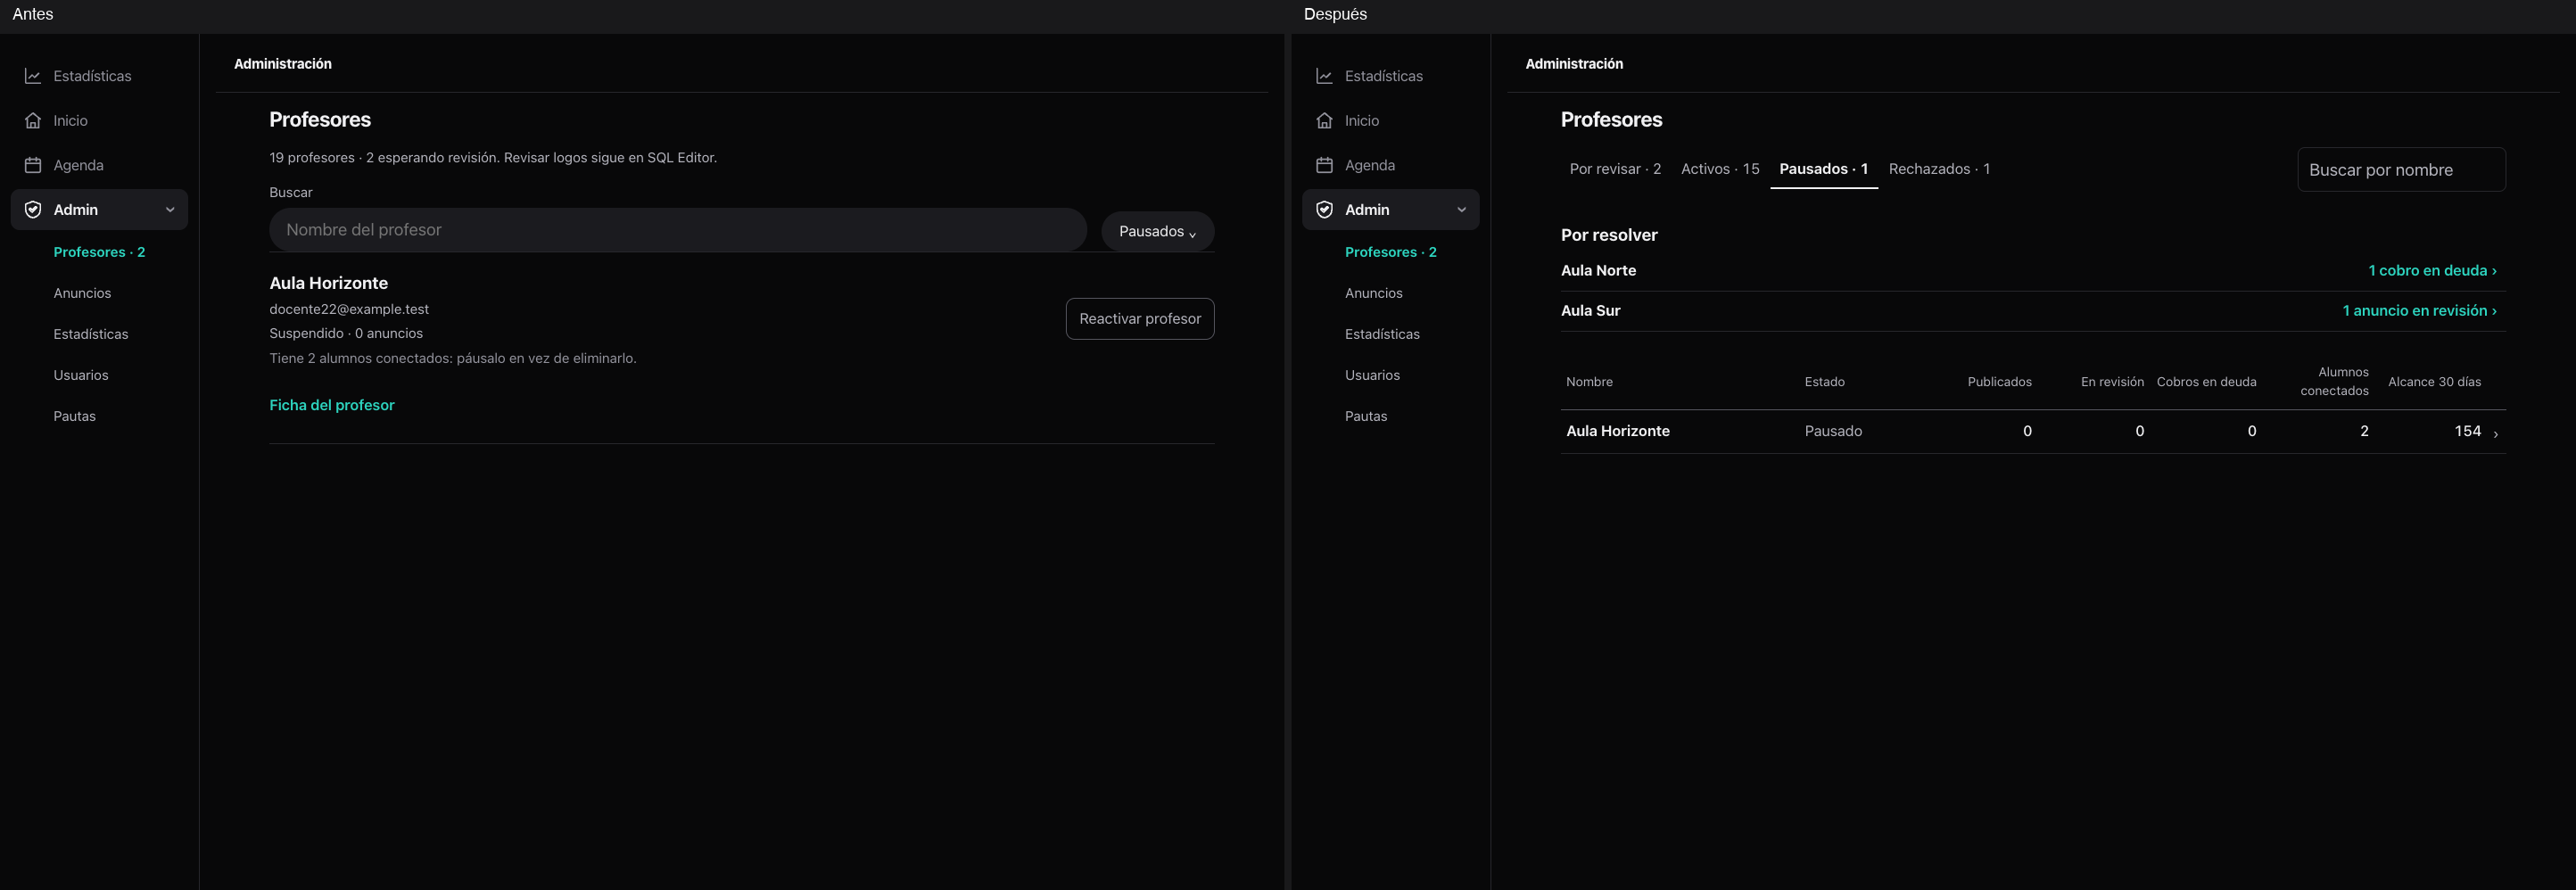 Antes
Estadísticas
Inicio
Agenda
Admin
Profesores · 2
Anuncios
Estadísticas
Usuarios
Pautas
Administración
Profesores
19 profesores · 2 esperando revisión. Revisar logos sigue en SQL Editor.
Buscar
Nombre del profesor
Pausados
Aula Horizonte
docente22@example.test
Suspendido · 0 anuncios
Tiene 2 alumnos conectados: páusalo en vez de eliminarlo.
Reactivar profesor
Ficha del profesor
Después
Estadísticas
Inicio
Agenda
Admin
Profesores · 2
Anuncios
Estadísticas
Usuarios
Pautas
Administración
Profesores
Por revisar · 2 Activos · 15 Pausados · 1 Rechazados · 1
Buscar por nombre
Por resolver
Aula Norte 1 cobro en deuda ›
Aula Sur 1 anuncio en revisión ›
Nombre Estado Publicados En revisión Cobros en deuda Alumnos conectados Alcance 30 días
Aula Horizonte Pausado 0 0 0 2 154 ›